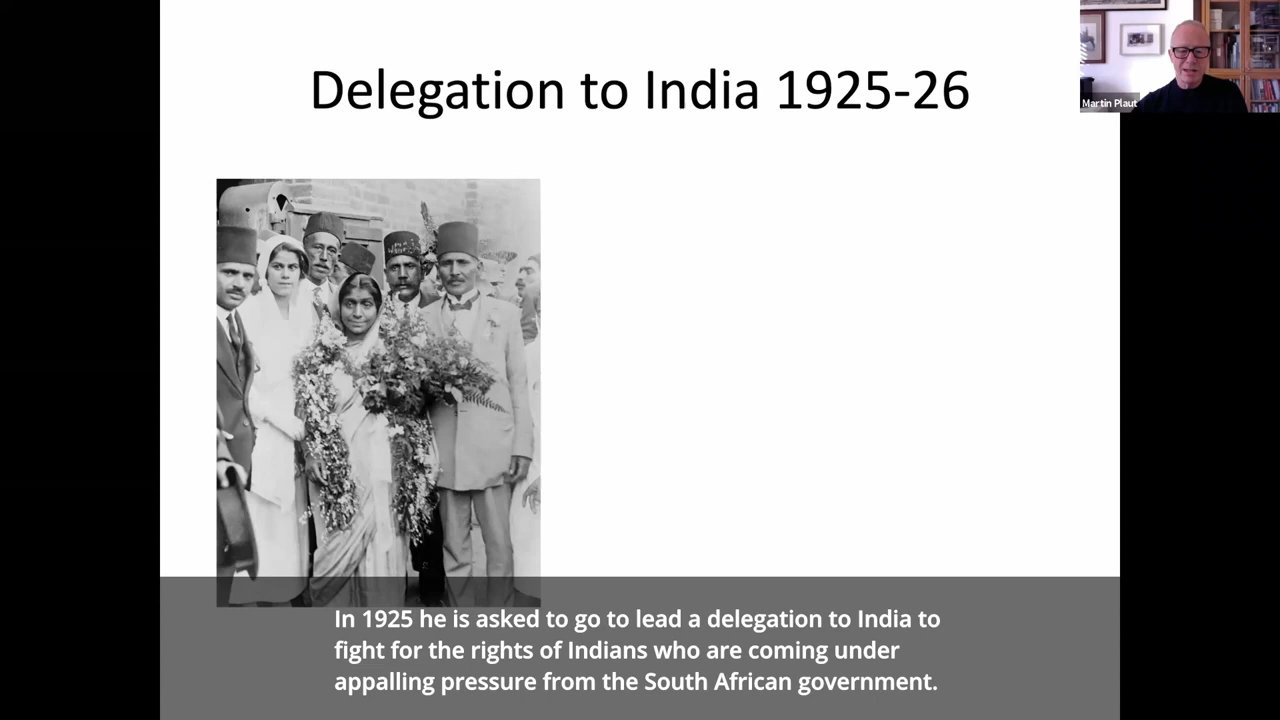 Delegation to India 1925-26
Martin Plaut
In 1925 he is asked to go to lead a delegation to India to
fight for the rights of Indians who are coming under
appalling pressure from the South African government.